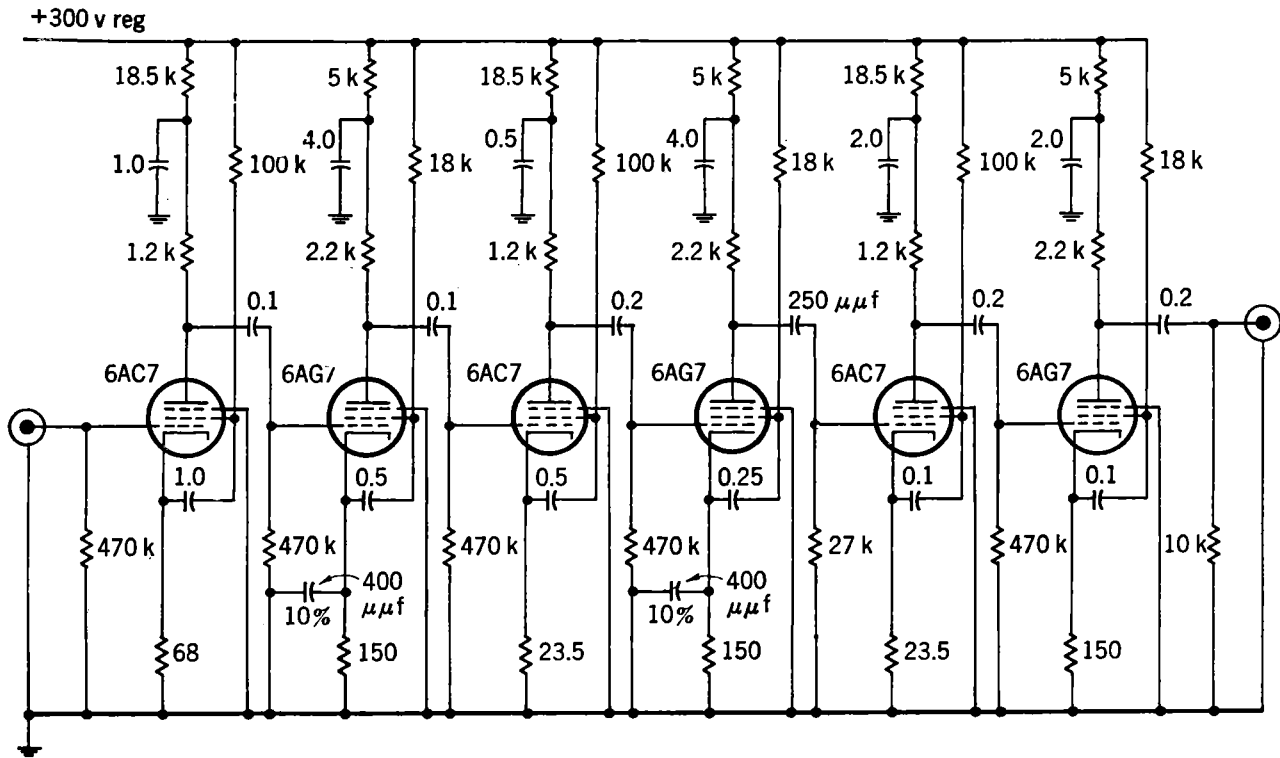 +300 v reg
18.5 k
5 k
18.5 k
5 k
18.5 k
5 k
1.0
100 k
4.0
18 k
0.5
100 k
4.0
18 k
2.0
100 k
2.0
18 k
1.2 k
2.2 k
1.2 k
2.2 k
1.2 k
2.2 k
0.1
0.1
0.2
250 μμf
0.2
0.2
6AC7
6AG7
6AC7
6AG7
6AC7
6AG7
1.0
0.5
0.5
0.25
0.1
0.1
470 k
470 k
470 k
470 k
27 k
470 k
10 k
400
μμf
10%
400
μμf
10%
68
150
23.5
150
23.5
150